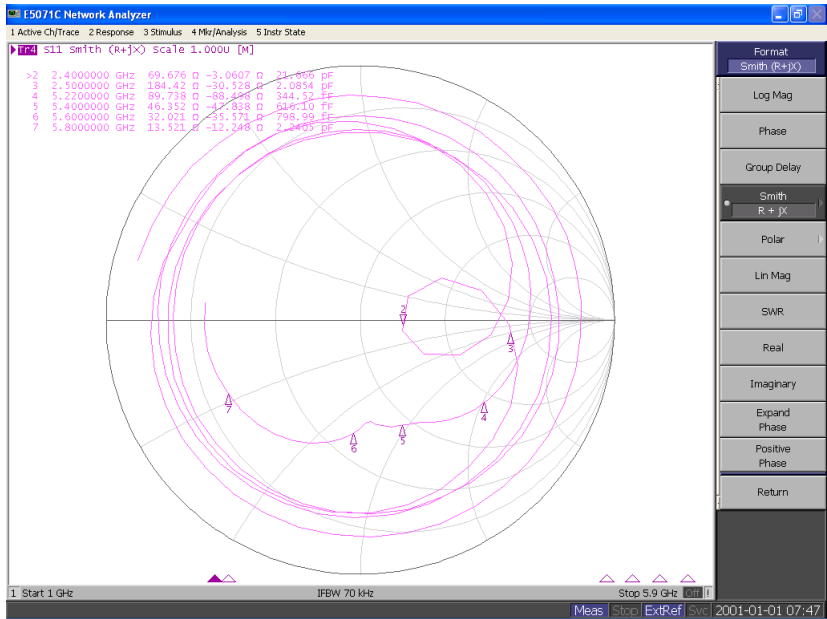 E5071C Network Analyzer
1 Active Ch/Trace 2 Response 3 Stimulus 4 Mkr/Analysis 5 Instr State
Tr4 S11 Smith (R+jX) Scale 1.000U [M]
>2 2.4000000 GHz 69.676 Ω -3.0607 Ω 21.666 pF
3 2.5000000 GHz 184.42 Ω -30.528 Ω 2.0854 pF
4 5.2200000 GHz 89.738 Ω -88.498 Ω 344.52 fF
5 5.4000000 GHz 46.352 Ω -47.838 Ω 616.10 fF
6 5.6000000 GHz 32.021 Ω -35.571 Ω 798.99 fF
7 5.8000000 GHz 13.521 Ω -12.248 Ω 2.2405 pF
2
3
4
5
6
7
1 Start 1 GHz
IFBW 70 kHz
Stop 5.9 GHz Off !
Format
Smith (R+jX)
Log Mag
Phase
Group Delay
Smith
R + jX
Polar
Lin Mag
SWR
Real
Imaginary
Expand
Phase
Positive
Phase
Return
Meas Stop ExtRef Svc 2001-01-01 07:47